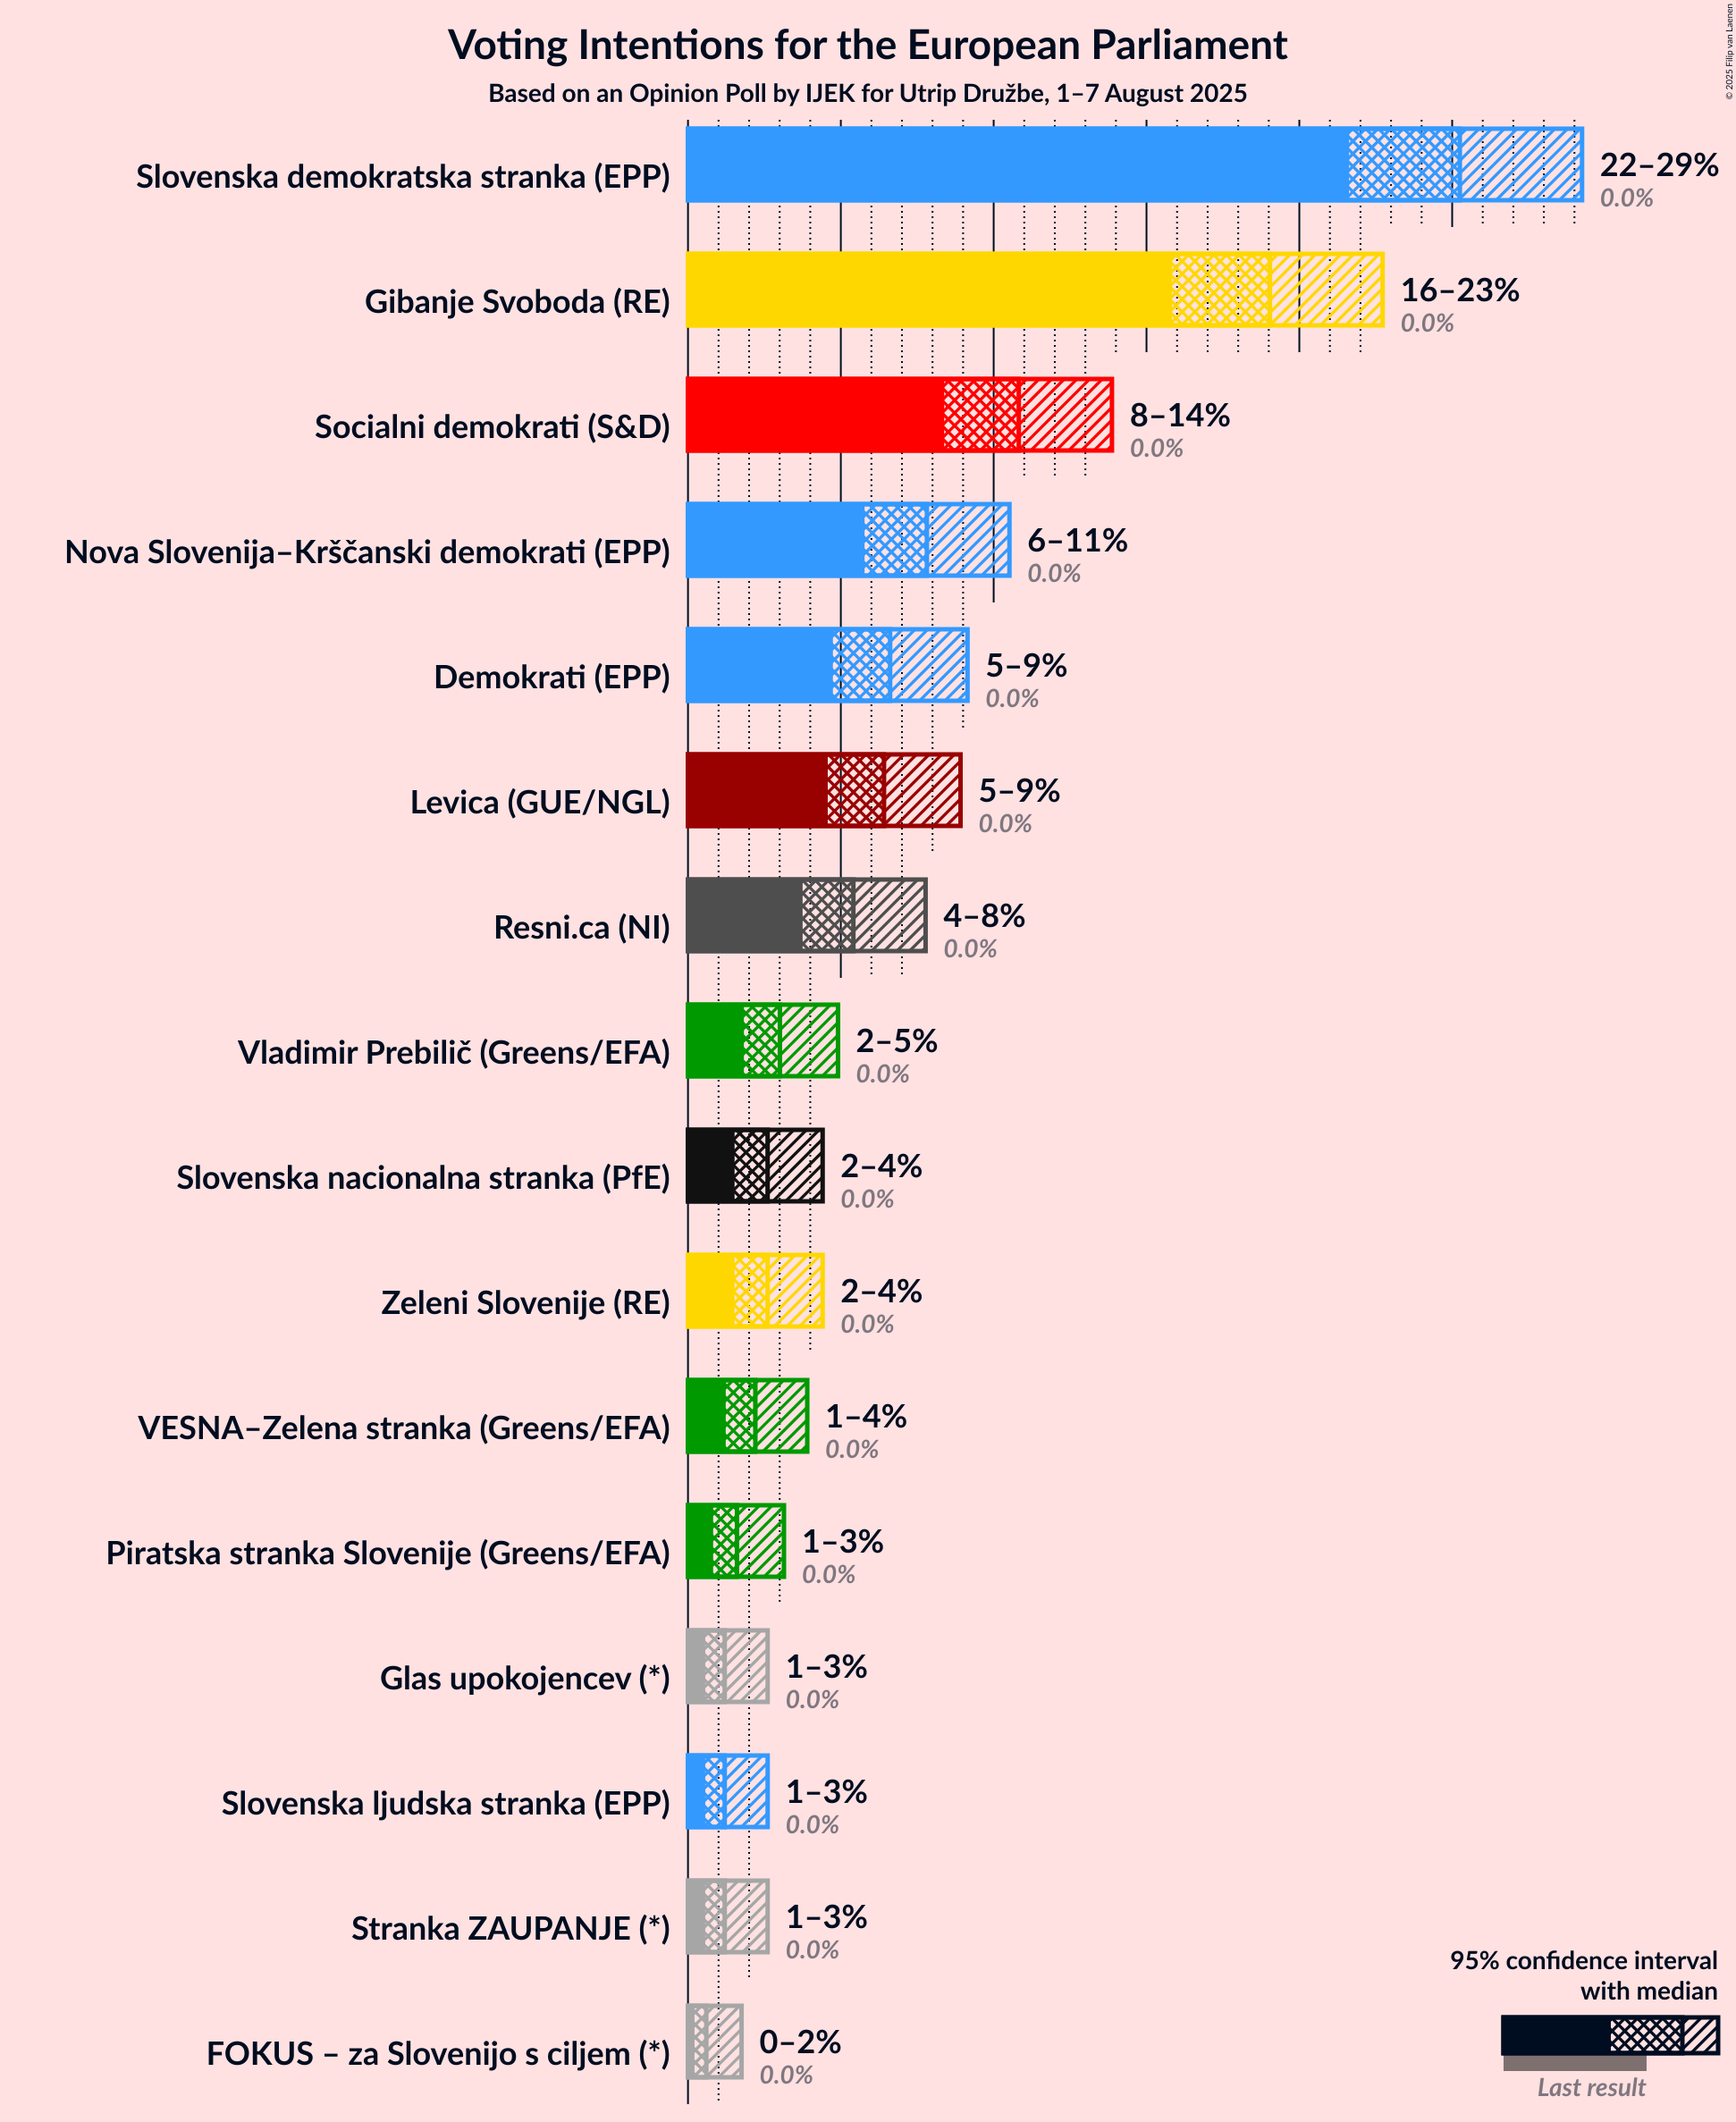 © 2025 Filip van Laenen
Voting Intentions for the European Parliament
Based on an Opinion Poll by IJEK for Utrip Družbe, 1–7 August 2025
Slovenska demokratska stranka (EPP)
22–29%
0.0%
Gibanje Svoboda (RE)
16–23%
0.0%
Socialni demokrati (S&D)
8–14%
0.0%
Nova Slovenija–Krščanski demokrati (EPP)
6–11%
0.0%
Demokrati (EPP)
5–9%
0.0%
Levica (GUE/NGL)
5–9%
0.0%
Resni.ca (NI)
4–8%
0.0%
Vladimir Prebilič (Greens/EFA)
2–5%
0.0%
Slovenska nacionalna stranka (PfE)
2–4%
0.0%
Zeleni Slovenije (RE)
2–4%
0.0%
VESNA–Zelena stranka (Greens/EFA)
1–4%
0.0%
Piratska stranka Slovenije (Greens/EFA)
1–3%
0.0%
Glas upokojencev (*)
1–3%
0.0%
Slovenska ljudska stranka (EPP)
1–3%
0.0%
Stranka ZAUPANJE (*)
1–3%
0.0%
FOKUS – za Slovenijo s ciljem (*)
0–2%
0.0%
95% confidence interval
with median
Last result